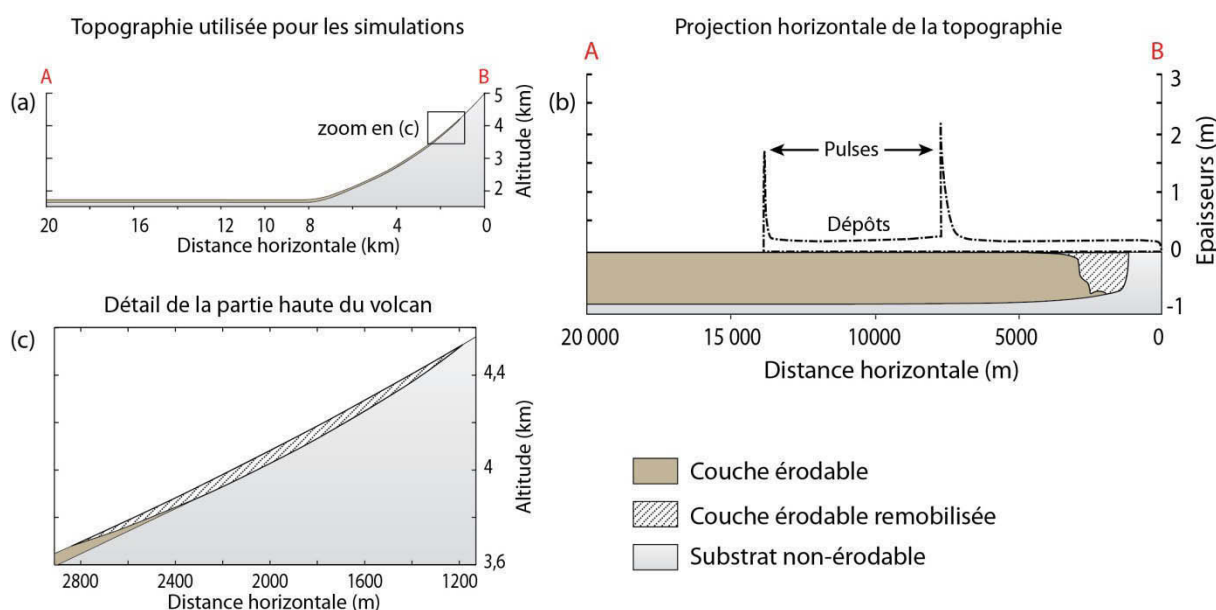 Topographie utilisée pour les simulations
A
B
(a)
zoom en (c)
5
4
3
2
Altitude (km)
20 16 12 10 8 4 0
Distance horizontale (km)
Projection horizontale de la topographie
A
B
(b)
Pulses
Dépôts
3
2
1
0
-1
Epaisseurs (m)
20 000 15 000 10000 5000 0
Distance horizontale (m)
Détail de la partie haute du volcan
(c)
4,4
4
3,6
Altitude (km)
2800 2400 2000 1600 1200
Distance horizontale (m)
Couche érodable
Couche érodable remobilisée
Substrat non-érodable